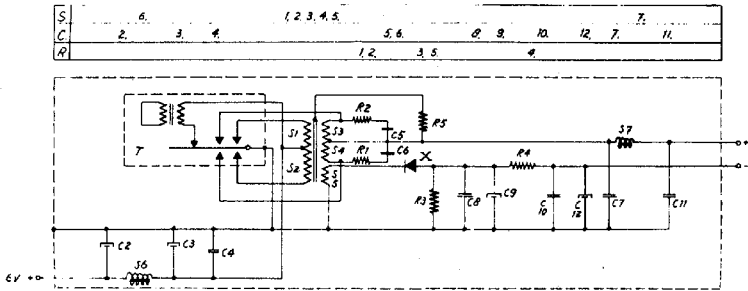 S 6. 1, 2, 3, 4, 5. 7.
C 2. 3. 4. 5, 6. 8. 9. 10. 12. 7. 11.
R 1, 2. 3, 5. 4.
R2
S1 S3 C5 R5 S7
T S4 C6 +
S2 R1 X R4
S5 -
R3 C8 C9 C10 C12 C7 C11
C2 C3 C4
S6
6V +